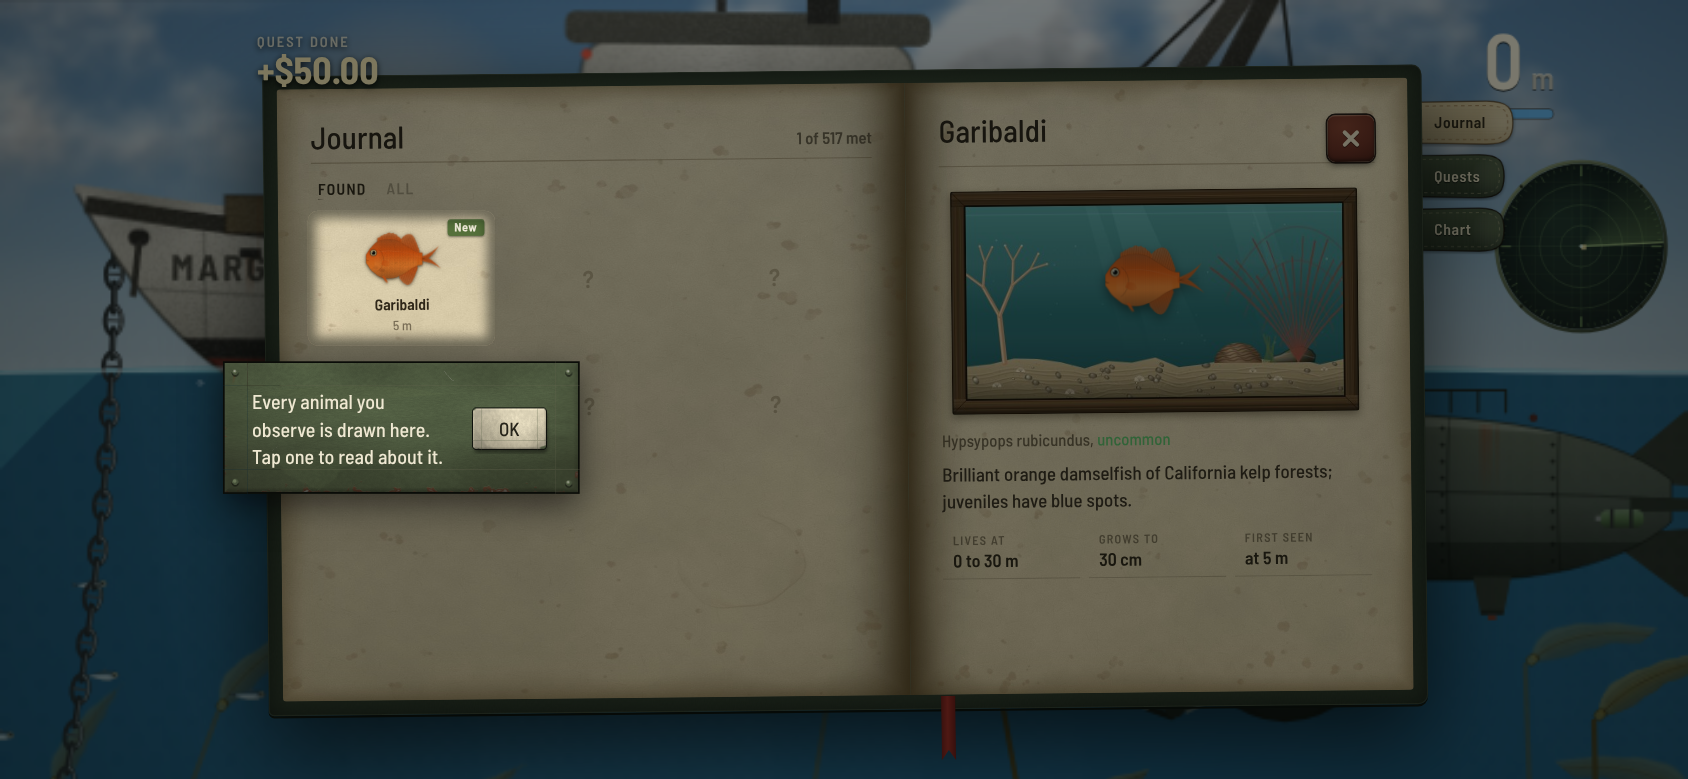 QUEST DONE
+$50.00
0 m
Journal
1 of 517 met
FOUND ALL
New
Garibaldi
5 m
?
?
?
?
Every animal you
observe is drawn here.
Tap one to read about it.
OK
Garibaldi
Hypsypops rubicundus, uncommon
Brilliant orange damselfish of California kelp forests;
juveniles have blue spots.
LIVES AT
0 to 30 m
GROWS TO
30 cm
FIRST SEEN
at 5 m
Journal
Quests
Chart
MARG